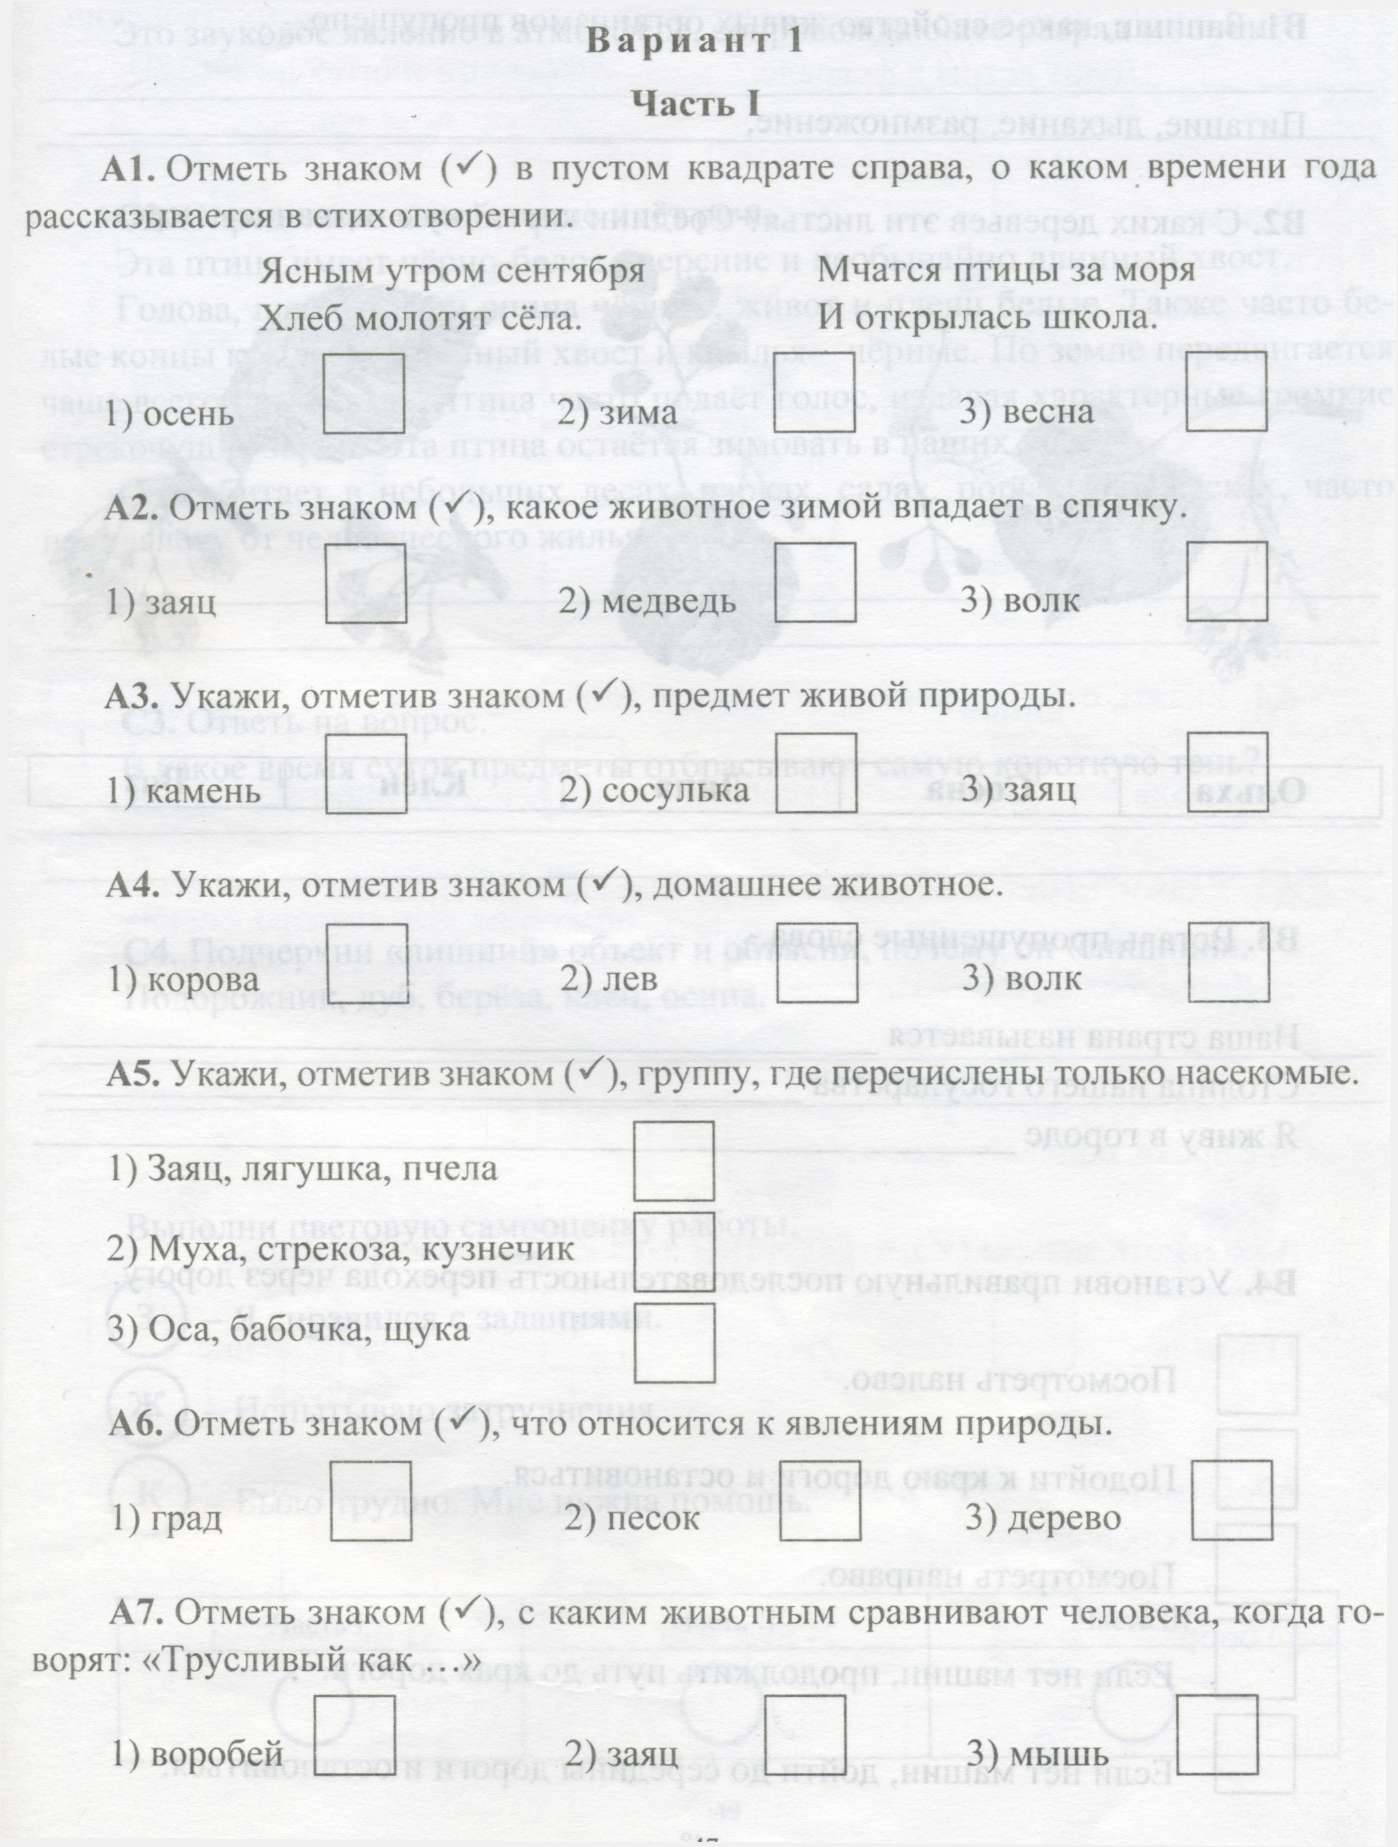 Вариант 1
Часть I
А1. Отметь знаком (✓) в пустом квадрате справа, о каком времени года
рассказывается в стихотворении.
Ясным утром сентября
Хлеб молотят сёла.
Мчатся птицы за моря
И открылась школа.
1) осень 2) зима 3) весна
А2. Отметь знаком (✓), какое животное зимой впадает в спячку.
1) заяц 2) медведь 3) волк
А3. Укажи, отметив знаком (✓), предмет живой природы.
1) камень 2) сосулька 3) заяц
А4. Укажи, отметив знаком (✓), домашнее животное.
1) корова 2) лев 3) волк
А5. Укажи, отметив знаком (✓), группу, где перечислены только насекомые.
1) Заяц, лягушка, пчела
2) Муха, стрекоза, кузнечик
3) Оса, бабочка, щука
А6. Отметь знаком (✓), что относится к явлениям природы.
1) град 2) песок 3) дерево
А7. Отметь знаком (✓), с каким животным сравнивают человека, когда го-
ворят: «Трусливый как ...»
1) воробей 2) заяц 3) мышь